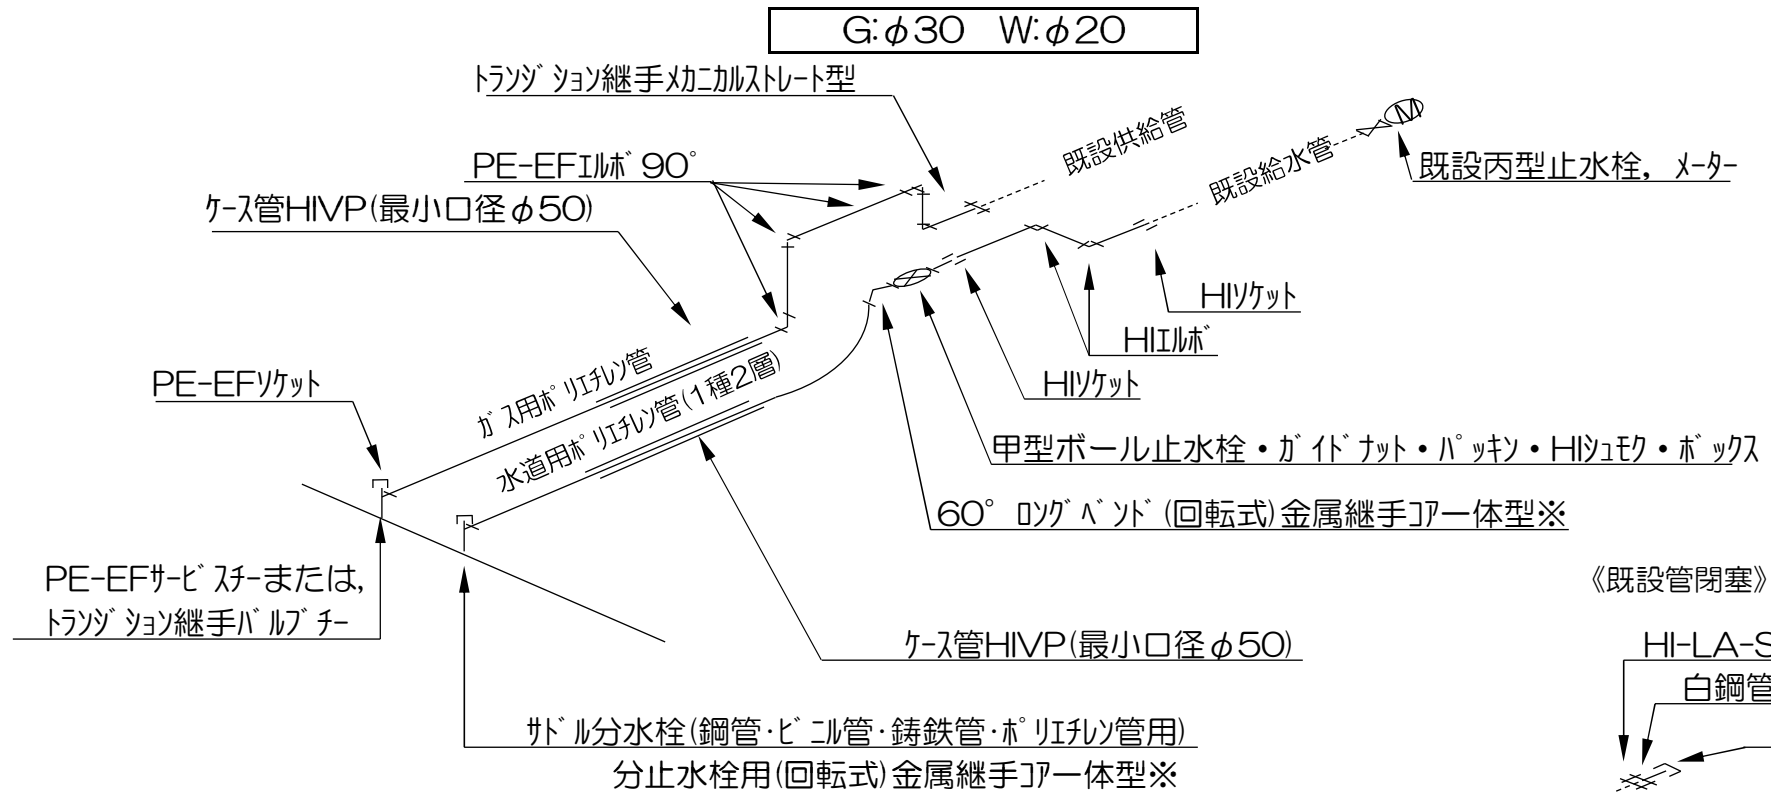 G:φ30　W:φ20
トランジション継手メカニカルストレート型
既設供給管
PE-EFエルボ90°
既設給水管
M
既設丙型止水栓，メーター
ケース管HIVP(最小口径φ50)
HIソケット
HIエルボ
ガス用ポリエチレン管
水道用ポリエチレン管(1種2層)
PE-EFソケット
HIソケット
甲型ボール止水栓・ガイドナット・パッキン・HIシュモク・ボックス
60°ロングベンド(回転式)金属継手コアー体型※
PE-EFサービスチーまたは,
トランジション継手バルブチー
《既設管閉塞》
ケース管HIVP(最小口径φ50)
HI-LA-S
白鋼管
サドル分水栓(鋼管・ビニル管・鋳鉄管・ポリエチレン管用)
分止水栓用(回転式)金属継手コアー体型※